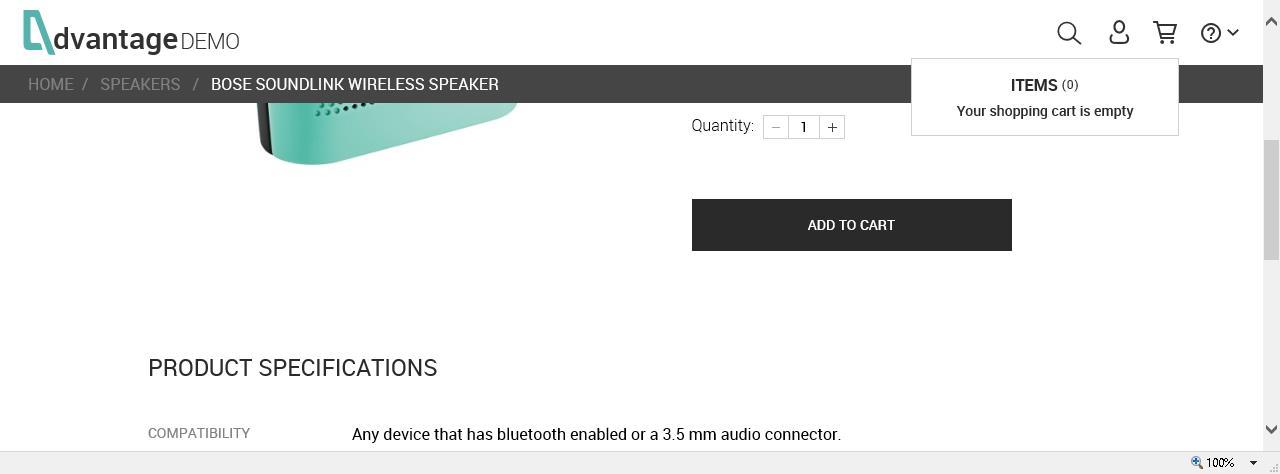 dvantage DEMO
HOME / SPEAKERS / BOSE SOUNDLINK WIRELESS SPEAKER
ITEMS (0)
Your shopping cart is empty
Quantity: − 1 +
ADD TO CART
PRODUCT SPECIFICATIONS
COMPATIBILITY Any device that has bluetooth enabled or a 3.5 mm audio connector.
100%